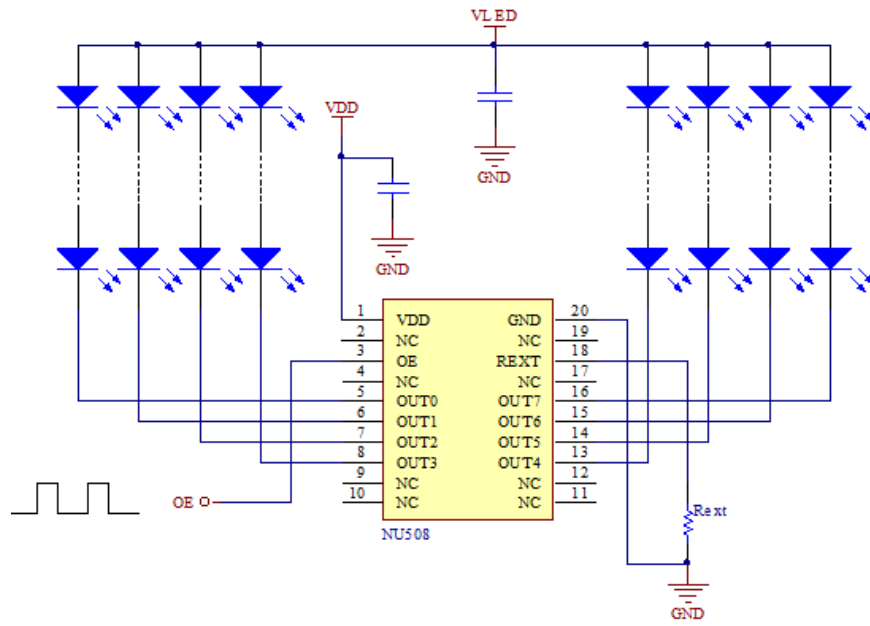 VLED
VDD
GND
GND
1 VDD GND 20
2 NC NC 19
3 OE REXT 18
4 NC NC 17
5 OUT0 OUT7 16
6 OUT1 OUT6 15
7 OUT2 OUT5 14
8 OUT3 OUT4 13
9 NC NC 12
10 NC NC 11
OE
Rext
NU508
GND